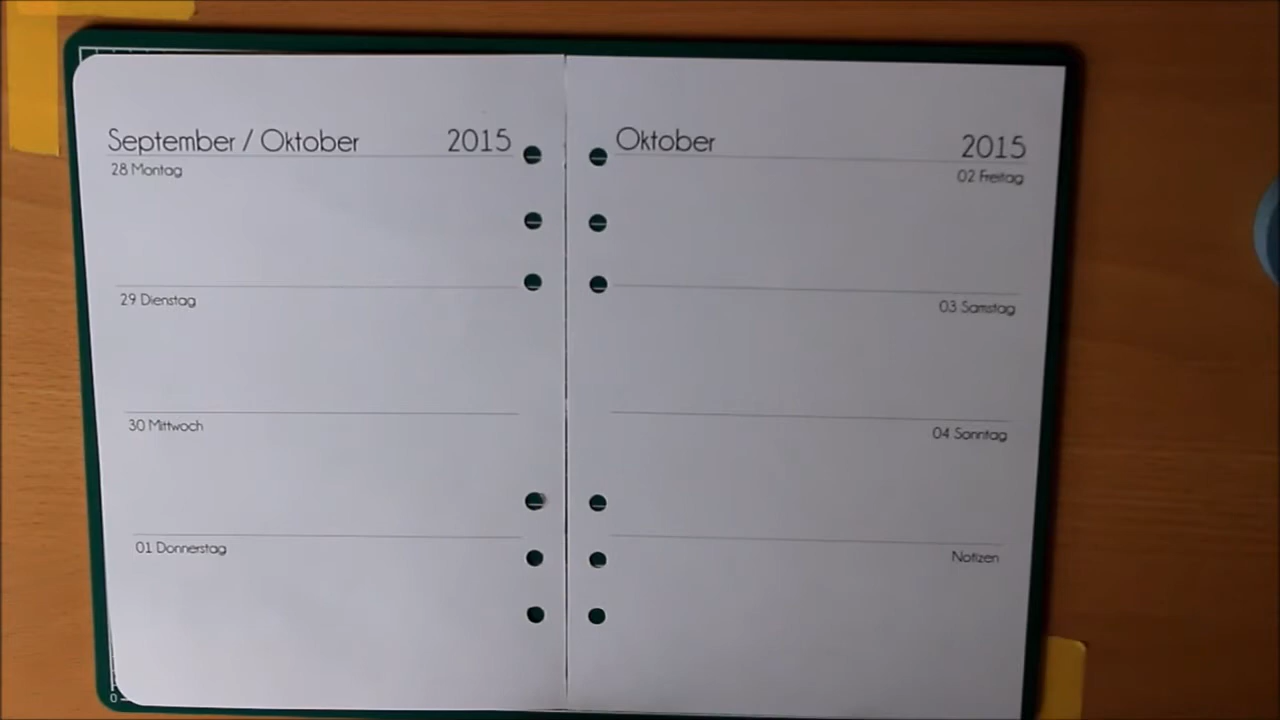 September / Oktober 2015
28 Montag
29 Dienstag
30 Mittwoch
01 Donnerstag
0
Oktober 2015
02 Freitag
03 Samstag
04 Sonntag
Notizen